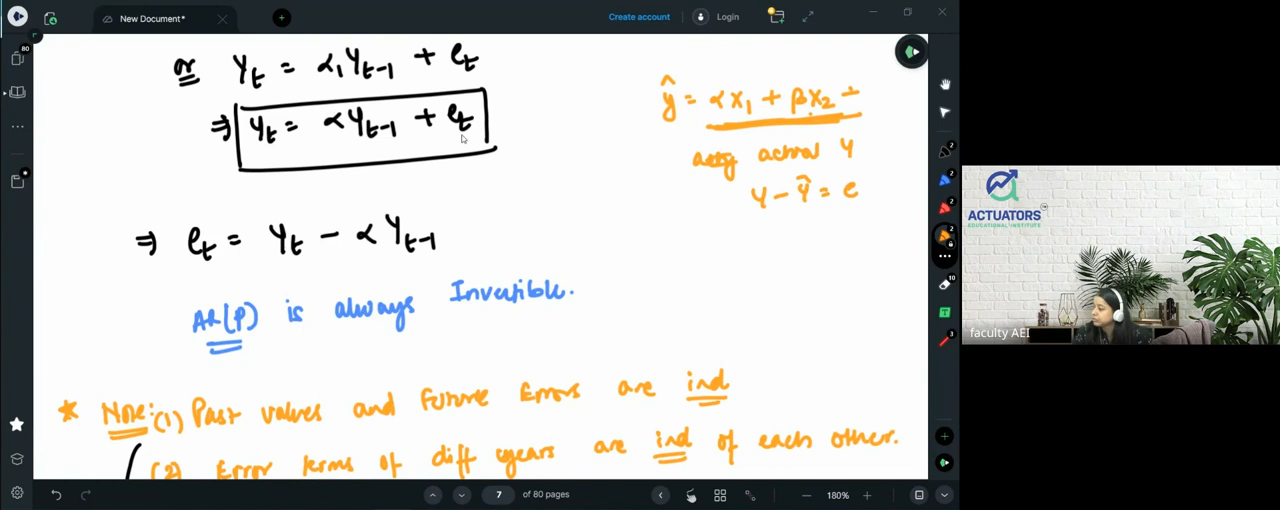 New Document*
Create account
Login
80
or Yt = α1Yt-1 + et
⇒ Yt = αYt-1 + et
ŷ = αX1 + βX2 +
actual Y
Y - Ŷ = e
⇒ et = Yt - αYt-1
AR(P) is always Invertible.
* Note: (1) Past values and future Errors are ind
(2) Error terms of diff years are ind of each other.
ACTUATORS
EDUCATIONAL INSTITUTE
faculty AE
7 of 80 pages
180%